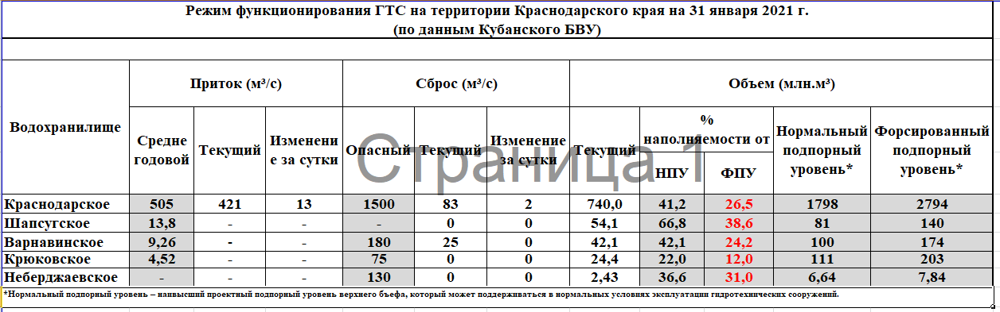 Режим функционирования ГТС на территории Краснодарского края на 31 января 2021 г.
(по данным Кубанского БВУ)
Водохранилище Приток (м³/с) Сброс (м³/с) Объем (млн.м³)
Средне годовой Текущий Изменени е за сутки Опасный Текущий Изменение за сутки Текущий % наполняемости от Нормальный подпорный уровень* Форсированный подпорный уровень*
НПУ ФПУ
Страница 1
Краснодарское 505 421 13 1500 83 2 740,0 41,2 26,5 1798 2794
Шапсугское 13,8 - - - 0 0 54,1 66,8 38,6 81 140
Варнавинское 9,26 - - 180 25 0 42,1 42,1 24,2 100 174
Крюковское 4,52 - - 75 0 0 24,4 22,0 12,0 111 203
Неберджаевское - - - 130 0 0 2,43 36,6 31,0 6,64 7,84
*Нормальный подпорный уровень – наивысший проектный подпорный уровень верхнего бъефа, который может поддерживаться в нормальных условиях эксплуатации гидротехнических сооружений.